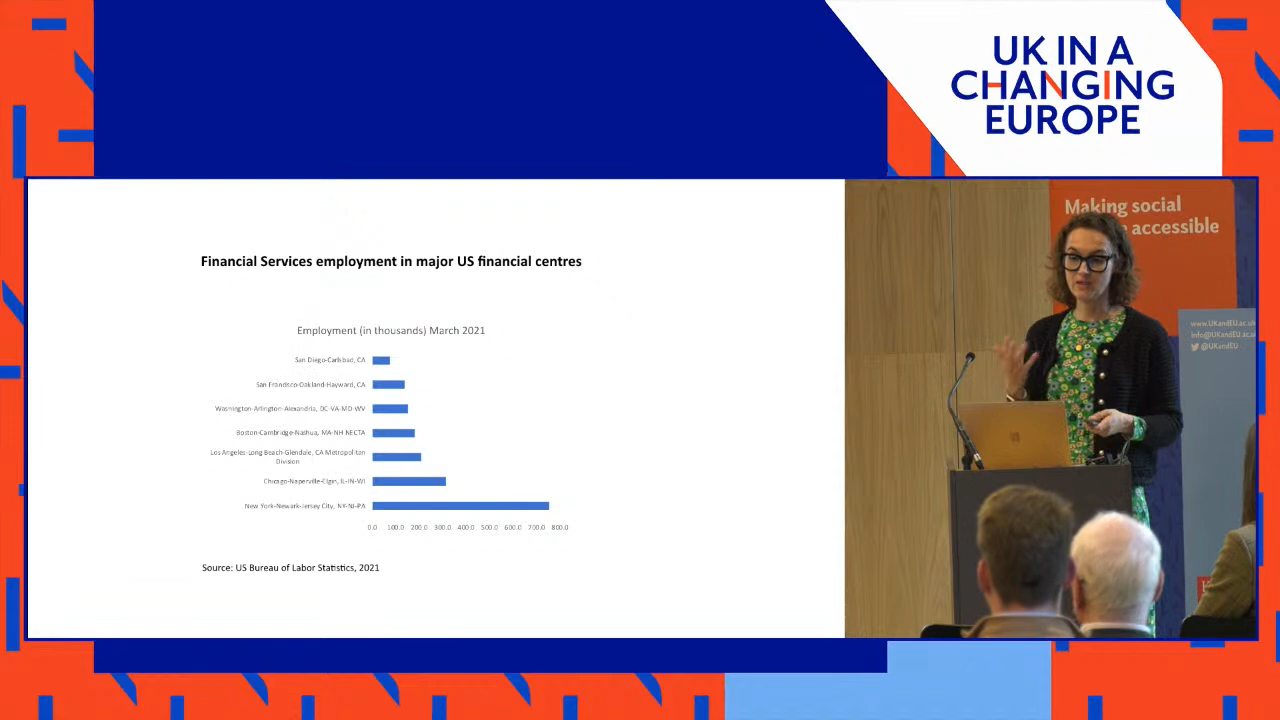 UK IN A
CHANGING
EUROPE
Financial Services employment in major US financial centres
Employment (in thousands) March 2021
San Diego-Carlsbad, CA
San Francisco-Oakland-Hayward, CA
Washington-Arlington-Alexandria, DC-VA-MD-WV
Boston-Cambridge-Nashua, MA-NH NECTA
Los Angeles-Long Beach-Glendale, CA Metropolitan
Division
Chicago-Naperville-Elgin, IL-IN-WI
New York-Newark-Jersey City, NY-NJ-PA
0.0 100.0 200.0 300.0 400.0 500.0 600.0 700.0 800.0
Source: US Bureau of Labor Statistics, 2021
Making social
accessible
www.UKandEU.ac.uk
info@UKandEU.ac.u
@UKandEU